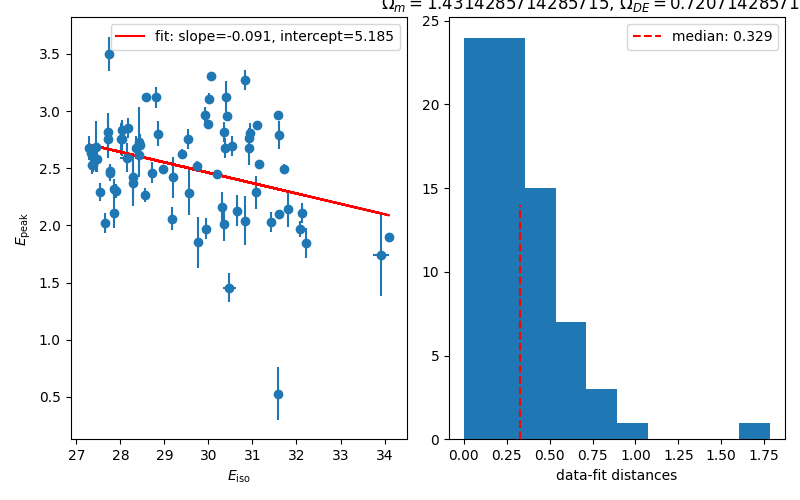 Ω_m = 1.4314285714285715, Ω_DE = 0.72071428571
fit: slope=-0.091, intercept=5.185
median: 0.329
3.5
3.0
2.5
2.0
1.5
1.0
0.5
E_peak
27 28 29 30 31 32 33 34
E_iso
25
20
15
10
5
0
0.00 0.25 0.50 0.75 1.00 1.25 1.50 1.75
data-fit distances